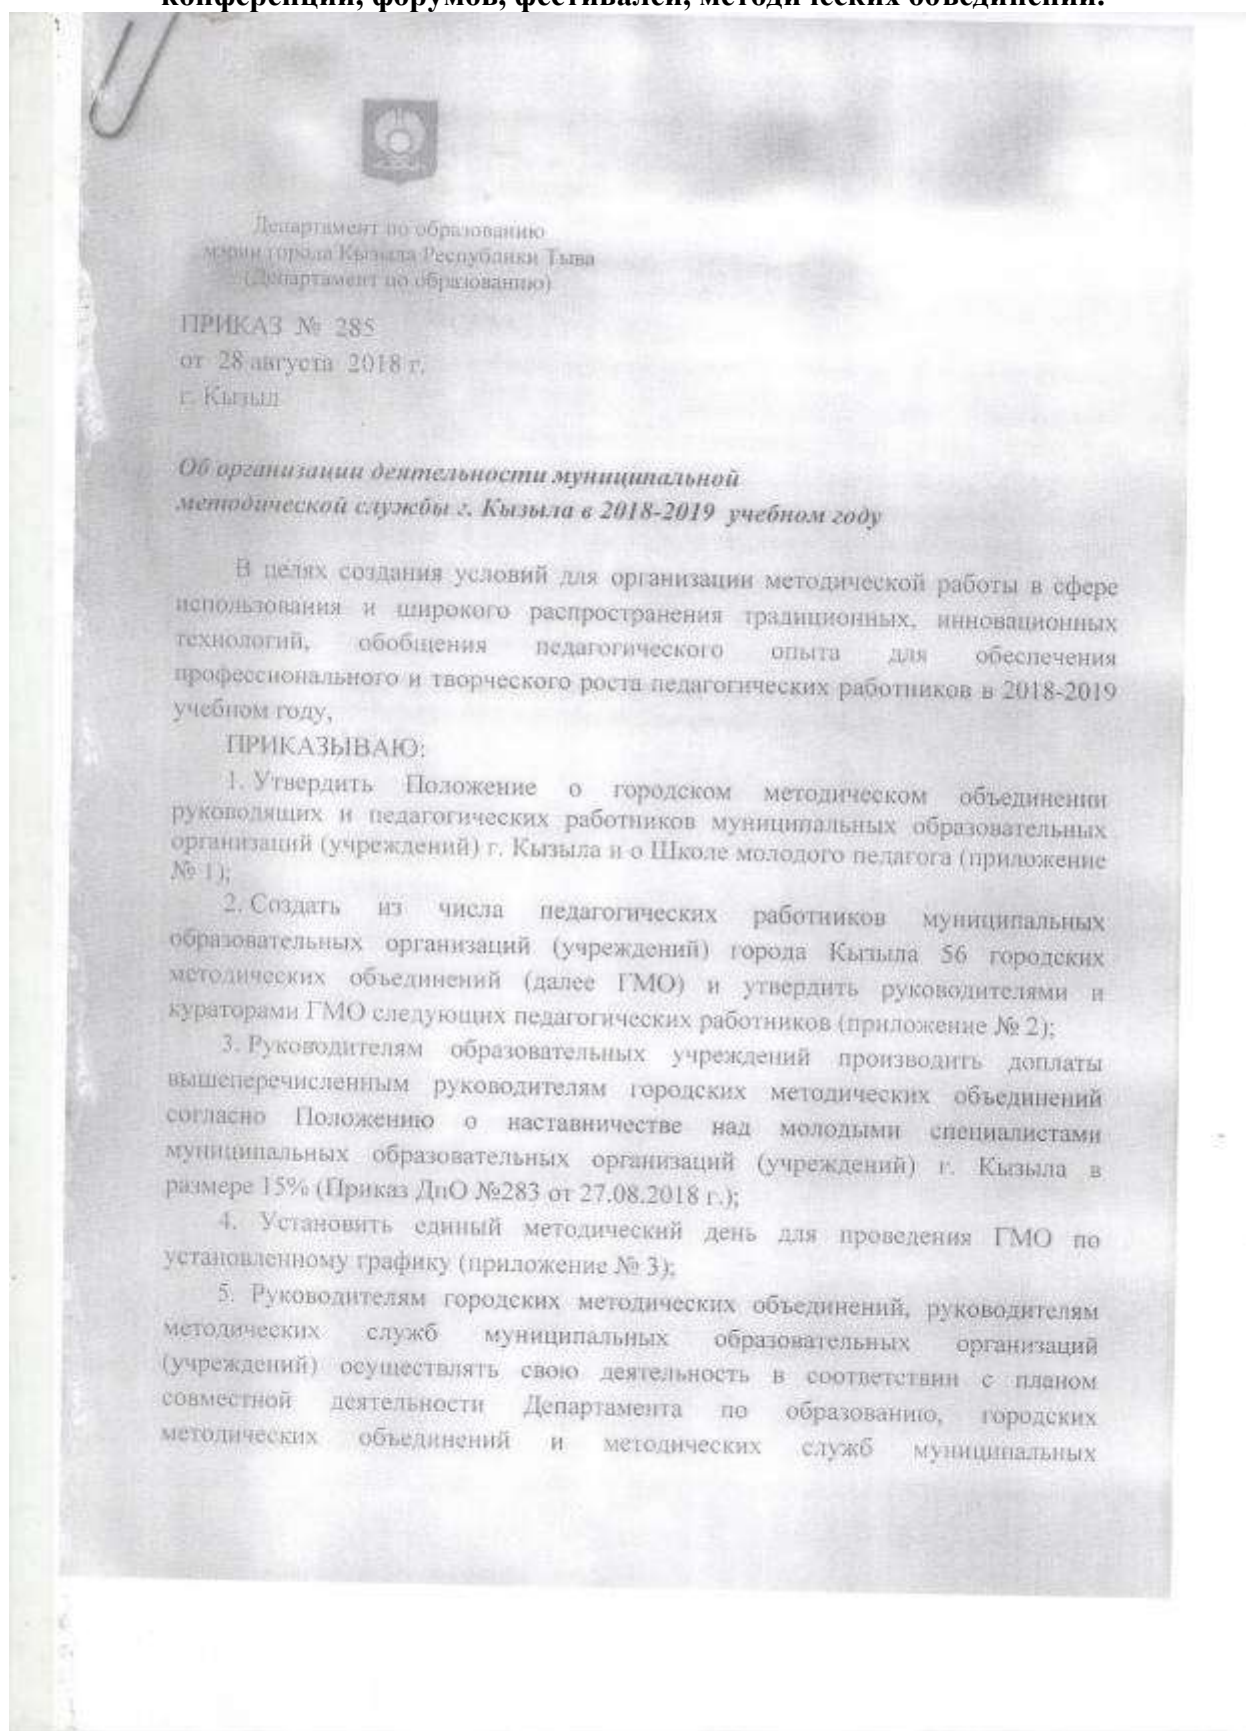 конференций, форумов, фестивалей, методических объединений.
Департамент по образованию
мэрии города Кызыла Республики Тыва
(Департамент по образованию)
ПРИКАЗ № 285
от 28 августа 2018 г.
г. Кызыл
Об организации деятельности муниципальной
методической службы г. Кызыла в 2018-2019 учебном году
В целях создания условий для организации методической работы в сфере
использования и широкого распространения традиционных, инновационных
технологий, обобщения педагогического опыта для обеспечения
профессионального и творческого роста педагогических работников в 2018-2019
учебном году,
ПРИКАЗЫВАЮ:
1. Утвердить Положение о городском методическом объединении
руководящих и педагогических работников муниципальных образовательных
организаций (учреждений) г. Кызыла и о Школе молодого педагога (приложение
№ 1);
2. Создать из числа педагогических работников муниципальных
образовательных организаций (учреждений) города Кызыла 56 городских
методических объединений (далее ГМО) и утвердить руководителями и
кураторами ГМО следующих педагогических работников (приложение № 2);
3. Руководителям образовательных учреждений производить доплаты
вышеперечисленным руководителям городских методических объединений
согласно Положению о наставничестве над молодыми специалистами
муниципальных образовательных организаций (учреждений) г. Кызыла в
размере 15% (Приказ ДпО №283 от 27.08.2018 г.);
4. Установить единый методический день для проведения ГМО по
установленному графику (приложение № 3);
5. Руководителям городских методических объединений, руководителям
методических служб муниципальных образовательных организаций
(учреждений) осуществлять свою деятельность в соответствии с планом
совместной деятельности Департамента по образованию, городских
методических объединений и методических служб муниципальных